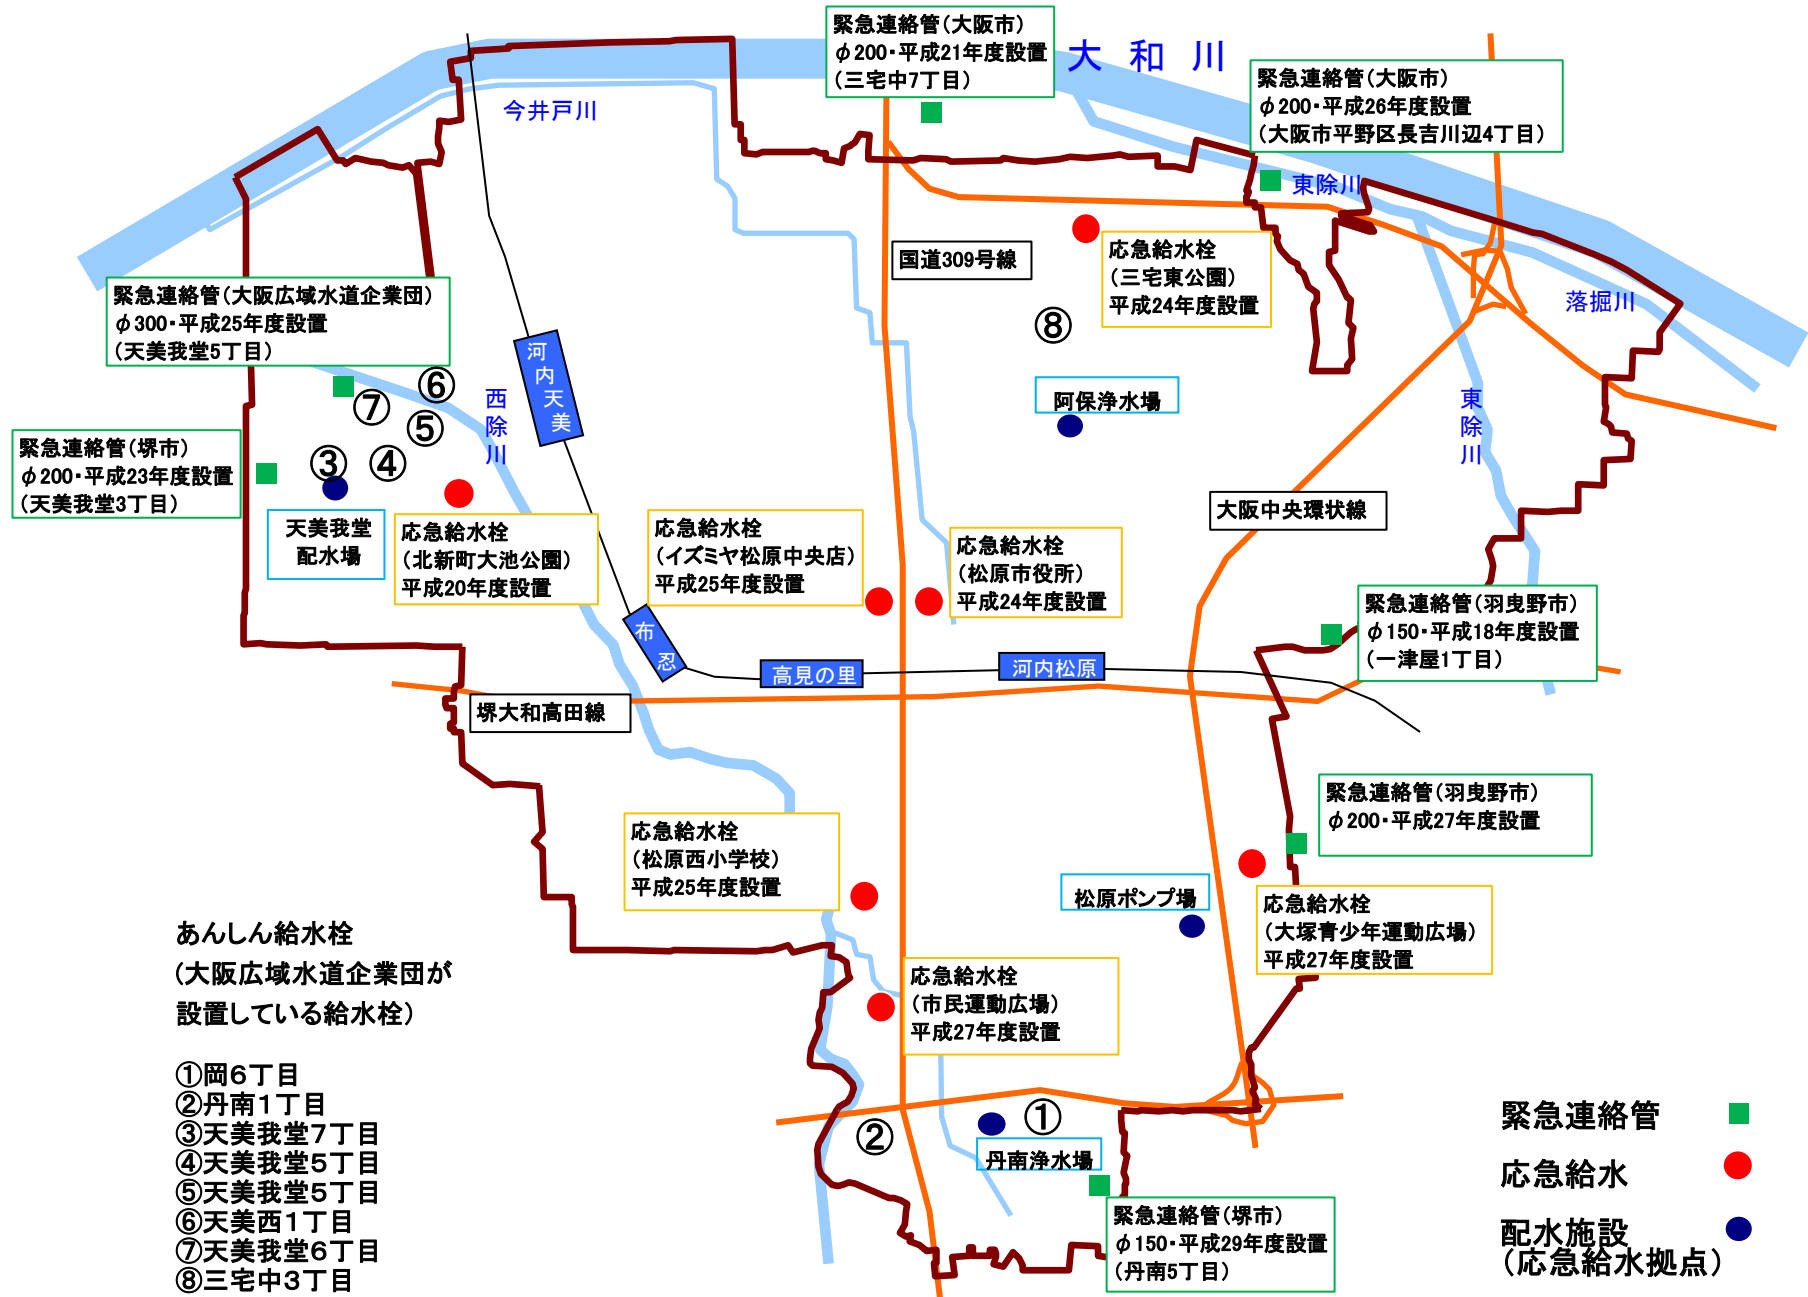 緊急連絡管(大阪市)
φ200・平成21年度設置
(三宅中7丁目)
大和川
緊急連絡管(大阪市)
φ200・平成26年度設置
(大阪市平野区長吉川辺4丁目)
今井戸川
東除川
国道309号線
応急給水栓
(三宅東公園)
平成24年度設置
落掘川
緊急連絡管(大阪広域水道企業団)
φ300・平成25年度設置
(天美我堂5丁目)
⑧
河内天美
⑥
⑦
⑤
西除川
阿保浄水場
東除川
緊急連絡管(堺市)
φ200・平成23年度設置
(天美我堂3丁目)
③
④
天美我堂
配水場
応急給水栓
(北新町大池公園)
平成20年度設置
応急給水栓
(イズミヤ松原中央店)
平成25年度設置
応急給水栓
(松原市役所)
平成24年度設置
大阪中央環状線
緊急連絡管(羽曳野市)
φ150・平成18年度設置
(一津屋1丁目)
布忍
高見の里
河内松原
堺大和高田線
緊急連絡管(羽曳野市)
φ200・平成27年度設置
応急給水栓
(松原西小学校)
平成25年度設置
松原ポンプ場
応急給水栓
(大塚青少年運動広場)
平成27年度設置
応急給水栓
(市民運動広場)
平成27年度設置
あんしん給水栓
(大阪広域水道企業団が
設置している給水栓)
①岡6丁目
②丹南1丁目
③天美我堂7丁目
④天美我堂5丁目
⑤天美我堂5丁目
⑥天美西1丁目
⑦天美我堂6丁目
⑧三宅中3丁目
①
②
丹南浄水場
緊急連絡管(堺市)
φ150・平成29年度設置
(丹南5丁目)
緊急連絡管
応急給水
配水施設
(応急給水拠点)